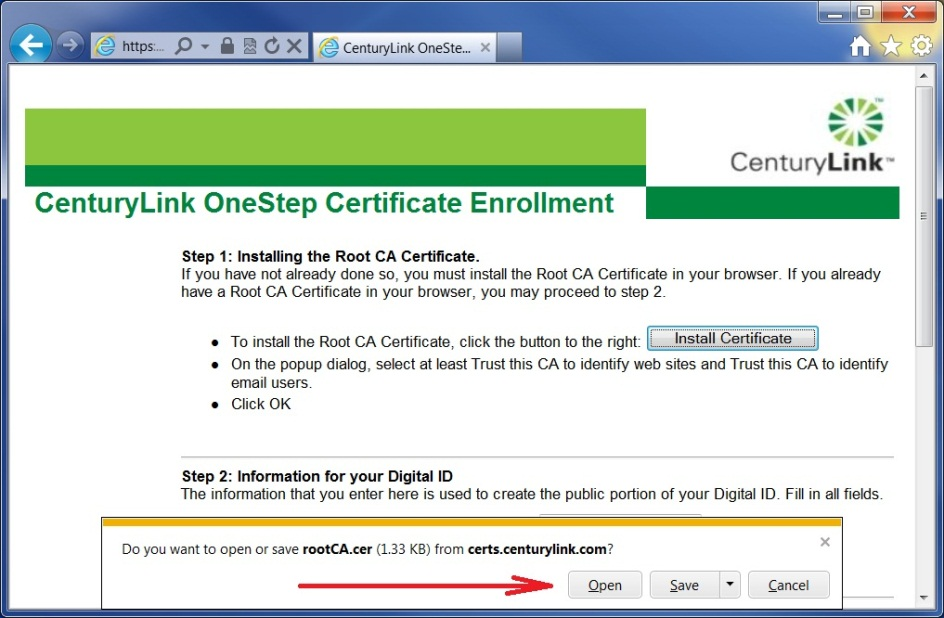 https:...
CenturyLink OneSte...
CenturyLink™
CenturyLink OneStep Certificate Enrollment
Step 1: Installing the Root CA Certificate.
If you have not already done so, you must install the Root CA Certificate in your browser. If you already
have a Root CA Certificate in your browser, you may proceed to step 2.
● To install the Root CA Certificate, click the button to the right: Install Certificate
● On the popup dialog, select at least Trust this CA to identify web sites and Trust this CA to identify
email users.
● Click OK
Step 2: Information for your Digital ID
The information that you enter here is used to create the public portion of your Digital ID. Fill in all fields.
Do you want to open or save rootCA.cer (1.33 KB) from certs.centurylink.com?
Open Save Cancel